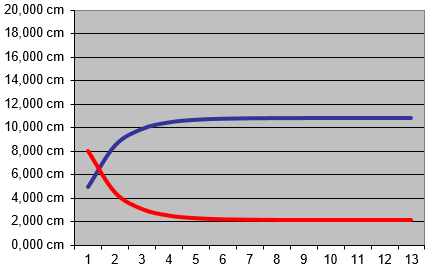 20,000 cm
18,000 cm
16,000 cm
14,000 cm
12,000 cm
10,000 cm
8,000 cm
6,000 cm
4,000 cm
2,000 cm
0,000 cm
1 2 3 4 5 6 7 8 9 10 11 12 13